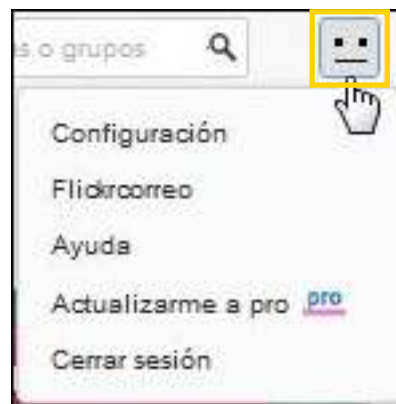 s o grupos
Configuración
Flickrcorreo
Ayuda
Actualizarme a pro pro
Cerrar sesión